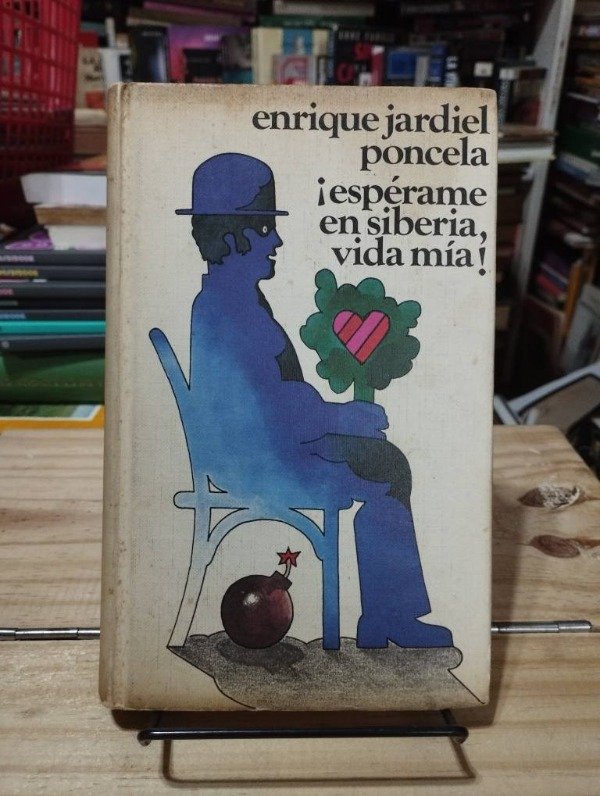 enrique jardiel
poncela
¡espérame
en siberia,
vida mía!